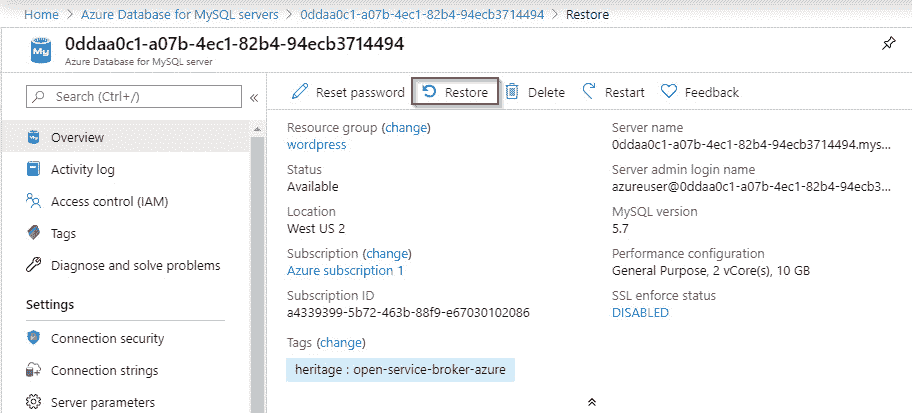 Home > Azure Database for MySQL servers > 0ddaa0c1-a07b-4ec1-82b4-94ecb3714494 > Restore
0ddaa0c1-a07b-4ec1-82b4-94ecb3714494
Azure Database for MySQL server
My
Search (Ctrl+/)
«
Overview
Activity log
Access control (IAM)
Tags
Diagnose and solve problems
Settings
Connection security
Connection strings
Server parameters
Reset password
Restore
Delete
Restart
Feedback
Resource group (change)
wordpress
Status
Available
Location
West US 2
Subscription (change)
Azure subscription 1
Subscription ID
a4339399-5b72-463b-88f9-e67030102086
Tags (change)
heritage : open-service-broker-azure
Server name
0ddaa0c1-a07b-4ec1-82b4-94ecb3714494.mys...
Server admin login name
azureuser@0ddaa0c1-a07b-4ec1-82b4-94ecb3...
MySQL version
5.7
Performance configuration
General Purpose, 2 vCore(s), 10 GB
SSL enforce status
DISABLED